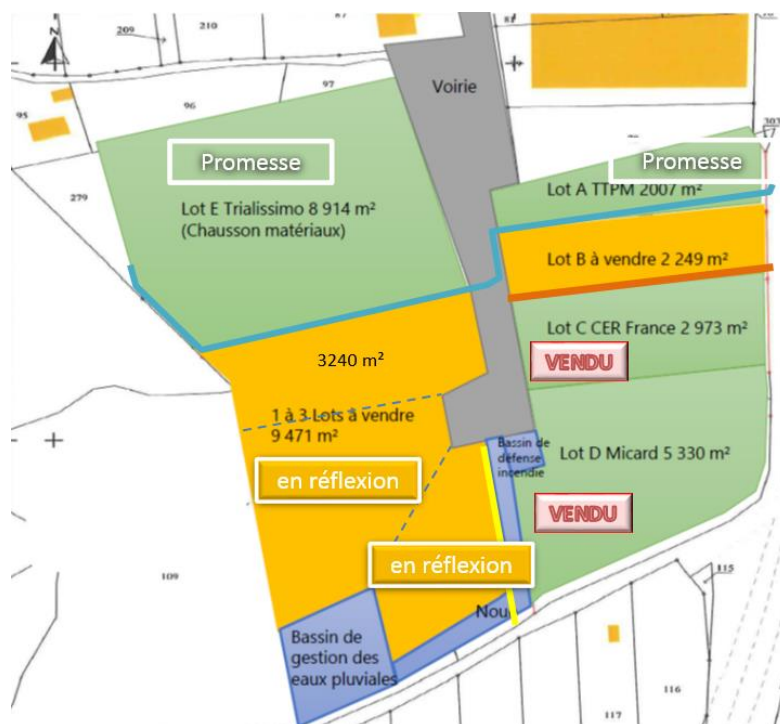 87
81
210
209
N
Voirie
97
96
95
303
Promesse
Promesse
279
Lot A TTPM 2007 m²
Lot E Trialissimo 8 914 m²
(Chausson matériaux)
Lot B à vendre 2 249 m²
Lot C CER France 2 973 m²
3240 m²
VENDU
1 à 3 Lots à vendre
9 471 m²
Bassin de
défense
incendie
Lot D Micard 5 330 m²
en réflexion
VENDU
en réflexion
109
115
Nou
Bassin de
gestion des
eaux pluviales
116
117